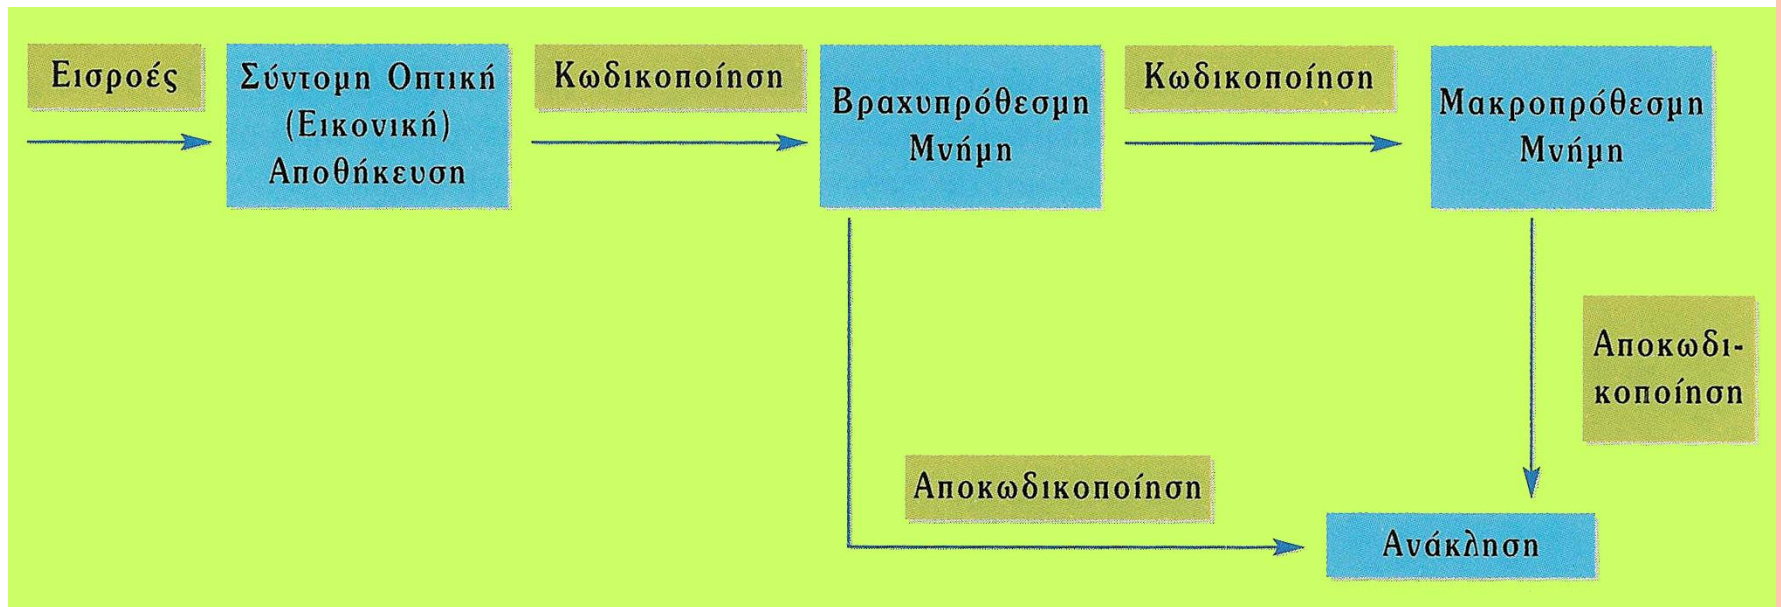 Εισροές
Σύντομη Οπτική
(Εικονική)
Αποθήκευση
Κωδικοποίηση
Βραχυπρόθεσμη
Μνήμη
Κωδικοποίηση
Μακροπρόθεσμη
Μνήμη
Αποκωδι-
κοποίηση
Αποκωδικοποίηση
Ανάκληση